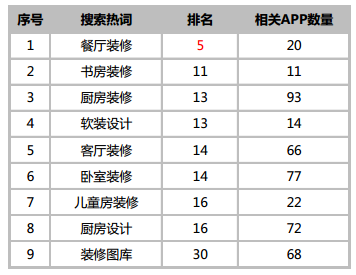 序号 搜索热词 排名 相关APP数量
1 餐厅装修 5 20
2 书房装修 11 11
3 厨房装修 13 93
4 软装设计 13 14
5 客厅装修 14 66
6 卧室装修 14 77
7 儿童房装修 16 22
8 厨房设计 16 72
9 装修图库 30 68